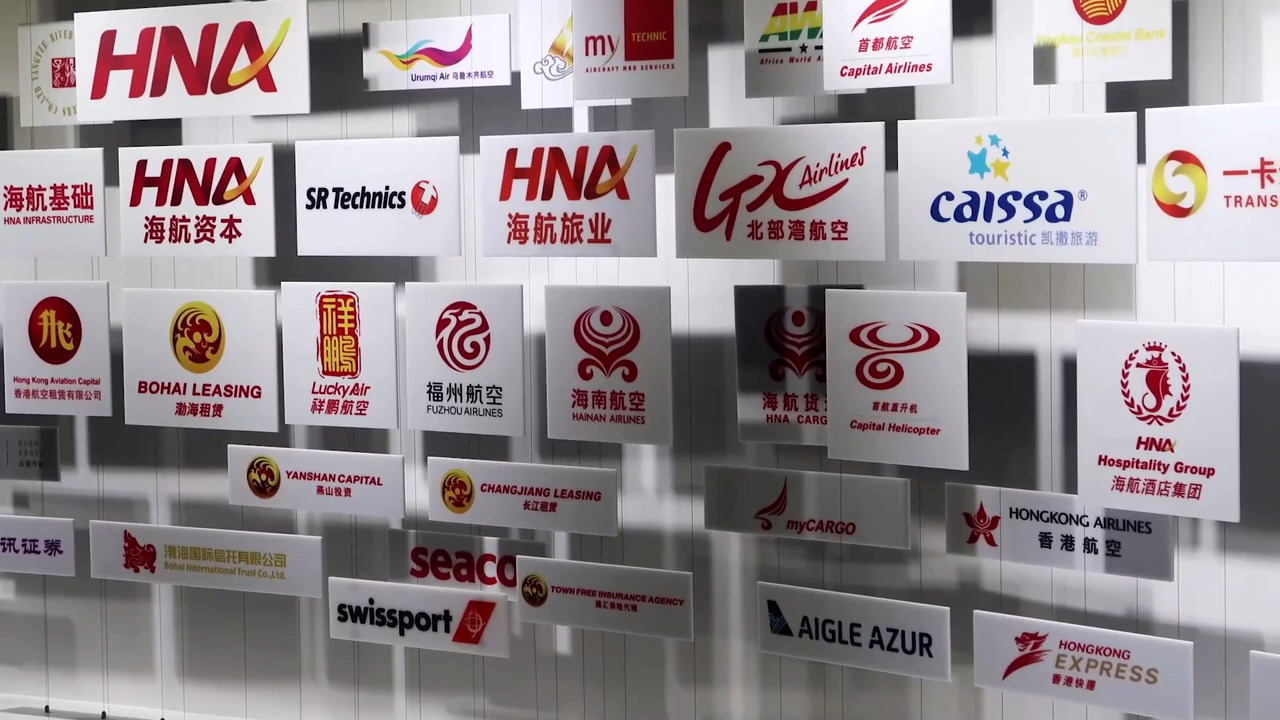 HNA
Urumqi Air 乌鲁木齐航空
my TECHNIC
AIRCRAFT MRO SERVICES
首都航空
Capital Airlines
Yingkou Coastal Bank
海航基础
HNA INFRASTRUCTURE
HNA
海航资本
SR Technics
HNA
海航旅业
GX Airlines
北部湾航空
caissa®
touristic 凯撒旅游
一卡
TRANS
飛
Hong Kong Aviation Capital
香港航空租赁有限公司
BOHAI LEASING
渤海租赁
祥鹏
Lucky Air
祥鹏航空
福州航空
FUZHOU AIRLINES
海南航空
HAINAN AIRLINES
海航货
HNA CARG
首航直升机
Capital Helicopter
HNA
Hospitality Group
海航酒店集团
YANSHAN CAPITAL
燕山投资
CHANGJIANG LEASING
长江租赁
myCARGO
HONGKONG AIRLINES
香港航空
讯证券
渤海国际信托有限公司
Bohai International Trust Co.,Ltd.
seaco
swissport
TOWN FREE INSURANCE AGENCY
AIGLE AZUR
HONGKONG
EXPRESS
香港快運